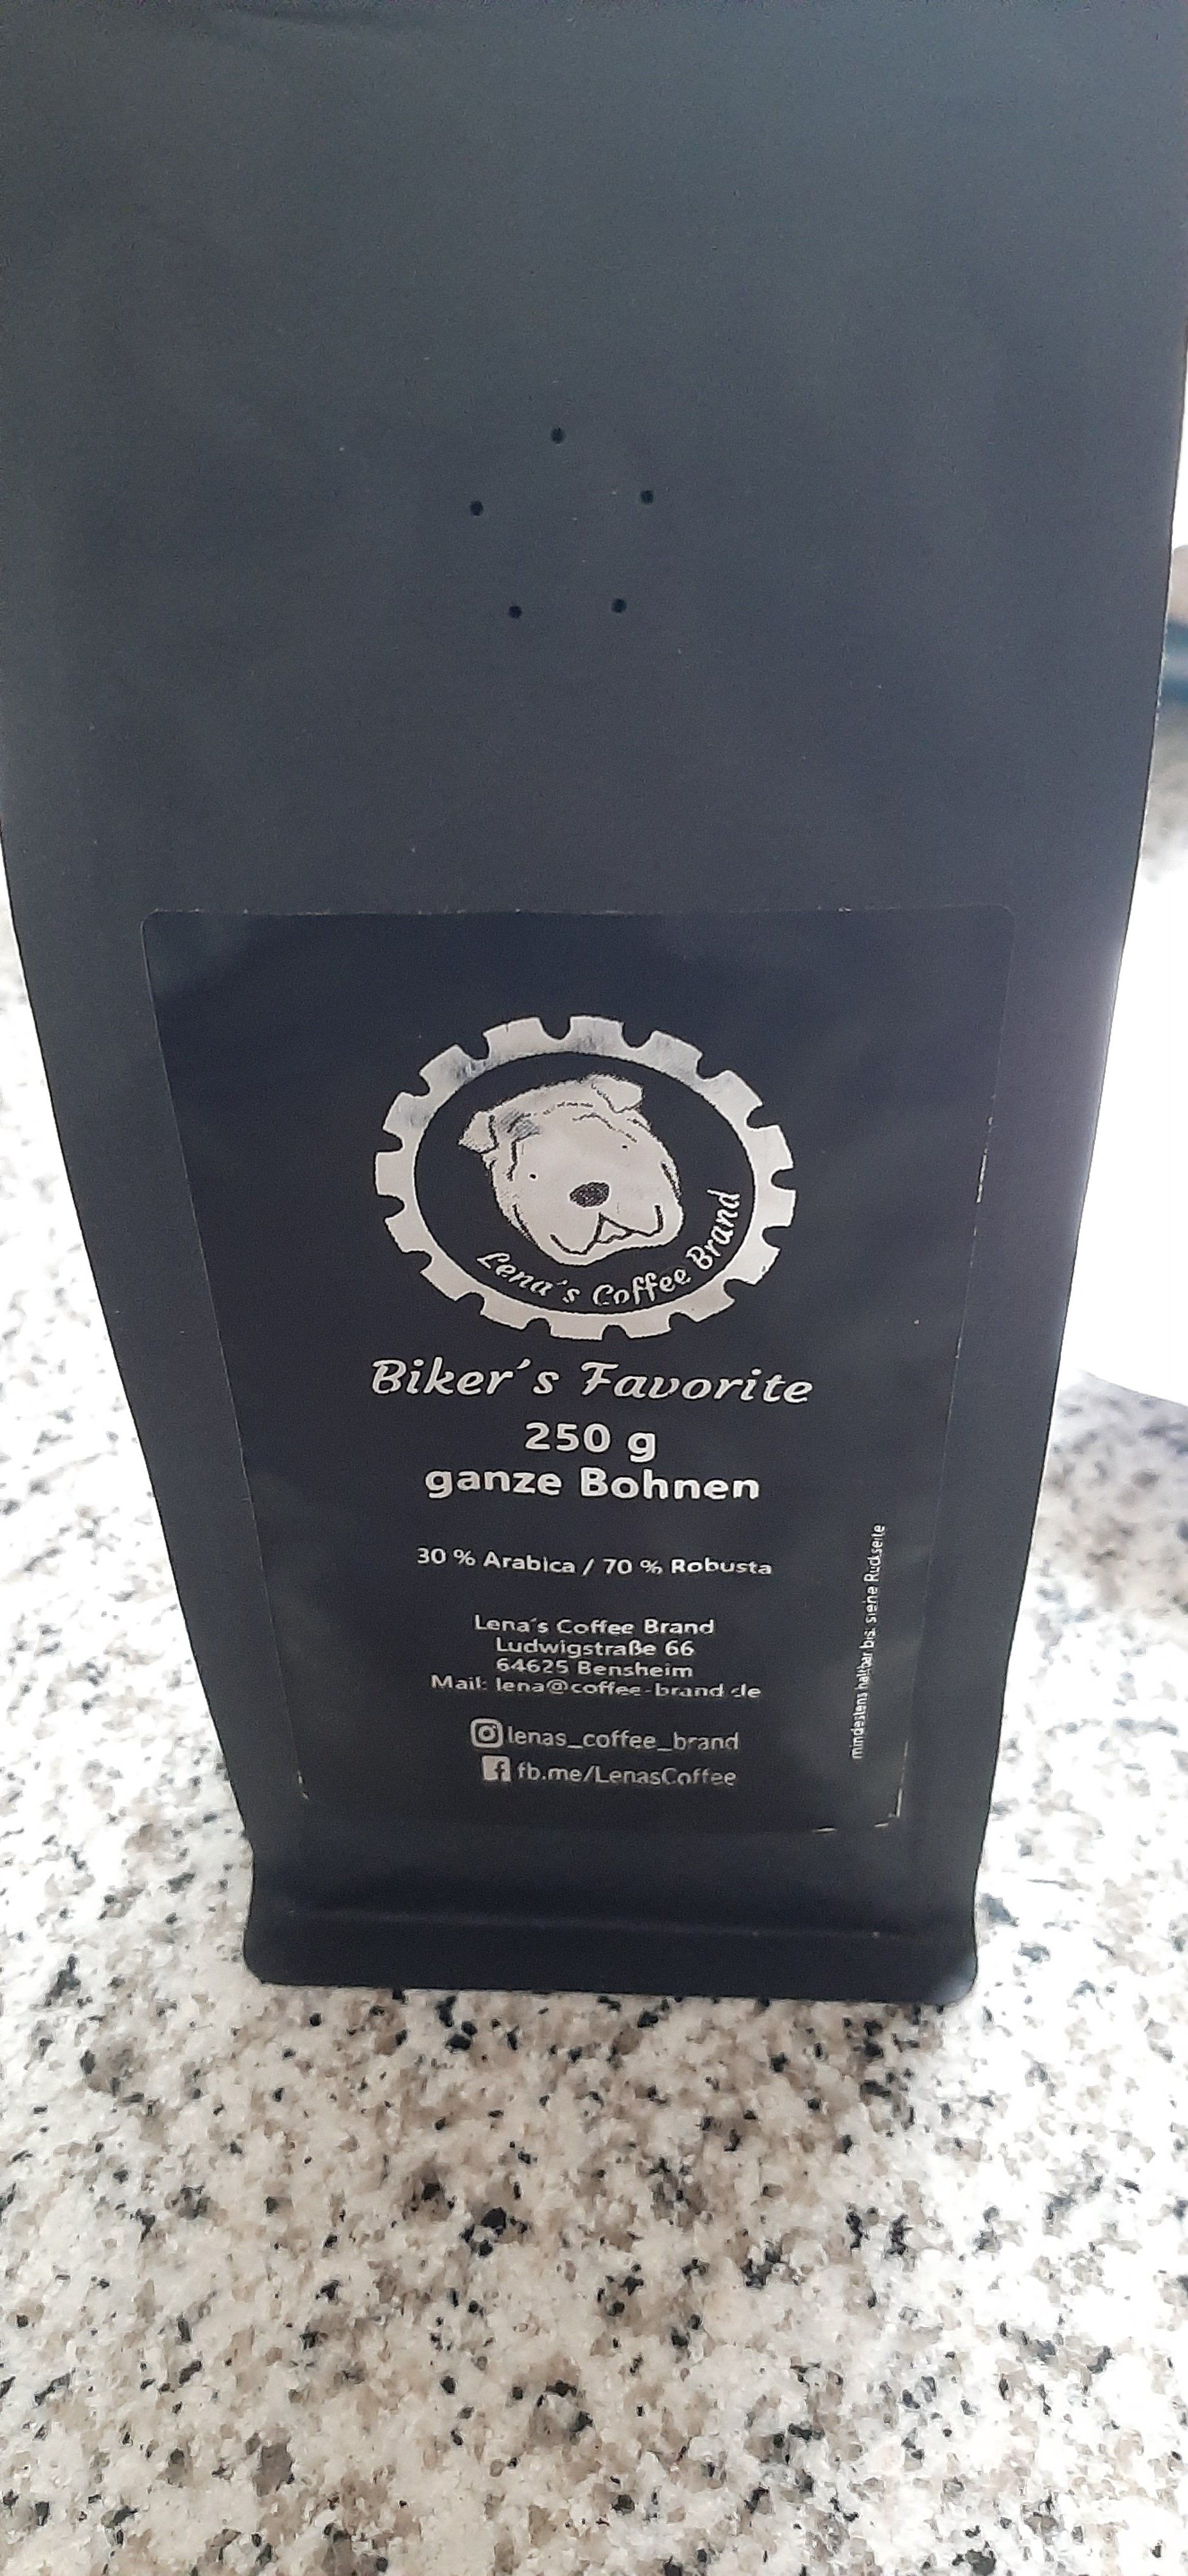 Lena´s Coffee Brand
Biker´s Favorite
250 g
ganze Bohnen
30 % Arabica / 70 % Robusta
Lena´s Coffee Brand
Ludwigstraße 66
64625 Bensheim
Mail: lena@coffee-brand.de
lenas_coffee_brand
fb.me/LenasCoffee
mindestens haltbar bis: siehe Rückseite